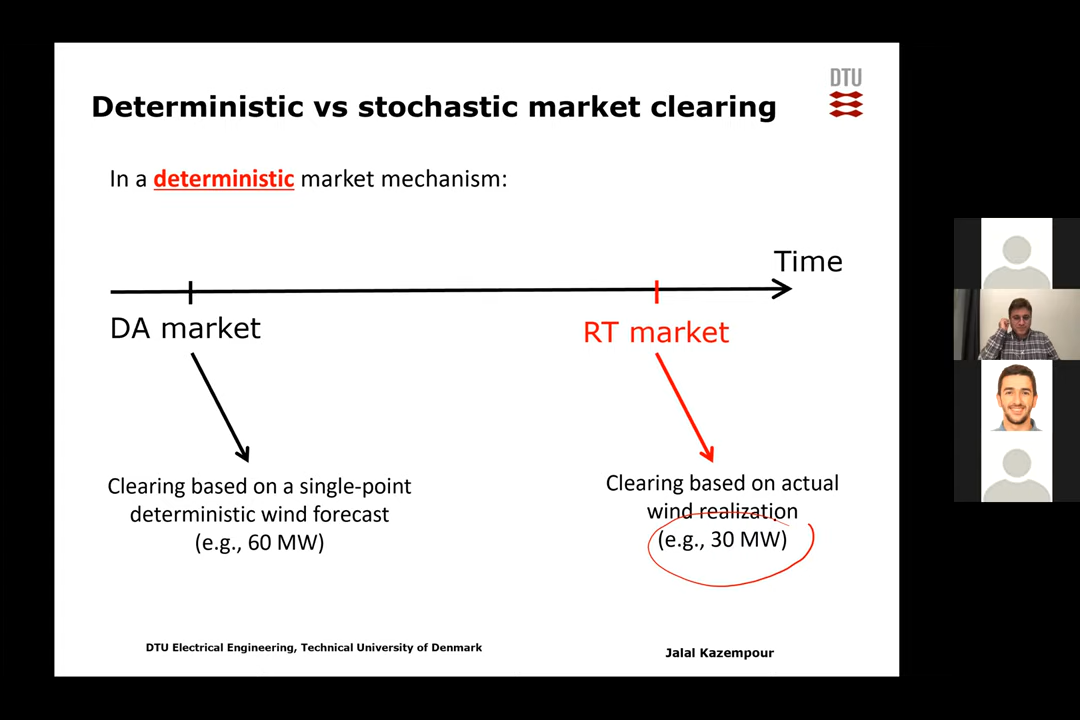 DTU
Deterministic vs stochastic market clearing
In a deterministic market mechanism:
Time
DA market
RT market
Clearing based on a single-point
deterministic wind forecast
(e.g., 60 MW)
Clearing based on actual
wind realization
(e.g., 30 MW)
DTU Electrical Engineering, Technical University of Denmark
Jalal Kazempour